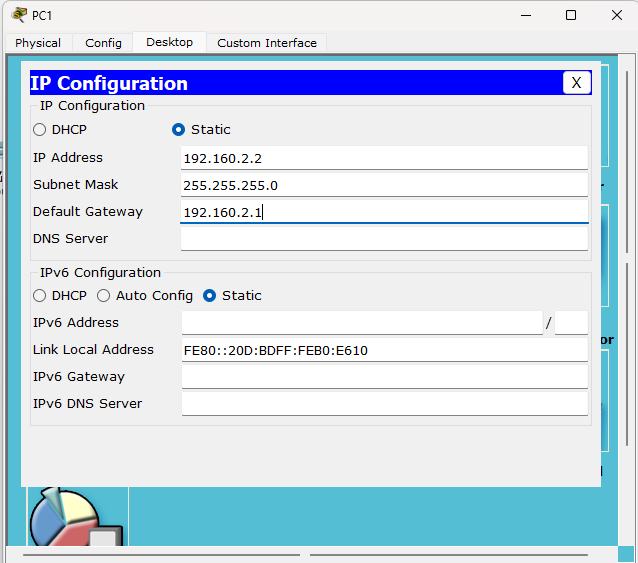 PC1
Physical Config Desktop Custom Interface
IP Configuration X
IP Configuration
DHCP Static
IP Address 192.160.2.2
Subnet Mask 255.255.255.0
Default Gateway 192.160.2.1
DNS Server
IPv6 Configuration
DHCP Auto Config Static
IPv6 Address /
Link Local Address FE80::20D:BDFF:FEB0:E610
IPv6 Gateway
IPv6 DNS Server
or